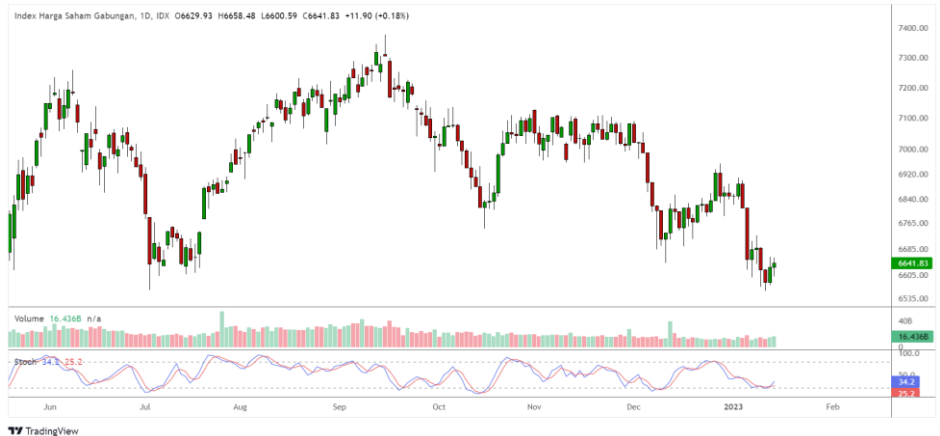 Index Harga Saham Gabungan, 1D, IDX O6629.93 H6658.48 L6600.59 C6641.83 +11.90 (+0.18%)
7400.00
7300.00
7200.00
7100.00
7000.00
6920.00
6840.00
6765.00
6685.00
6641.83
6605.00
6535.00
Volume 16.436B n/a
40B
16.436B
0
Stoch 34.2 25.2
100.0
50.0
34.2
25.2
Jun Jul Aug Sep Oct Nov Dec 2023 Feb
TradingView